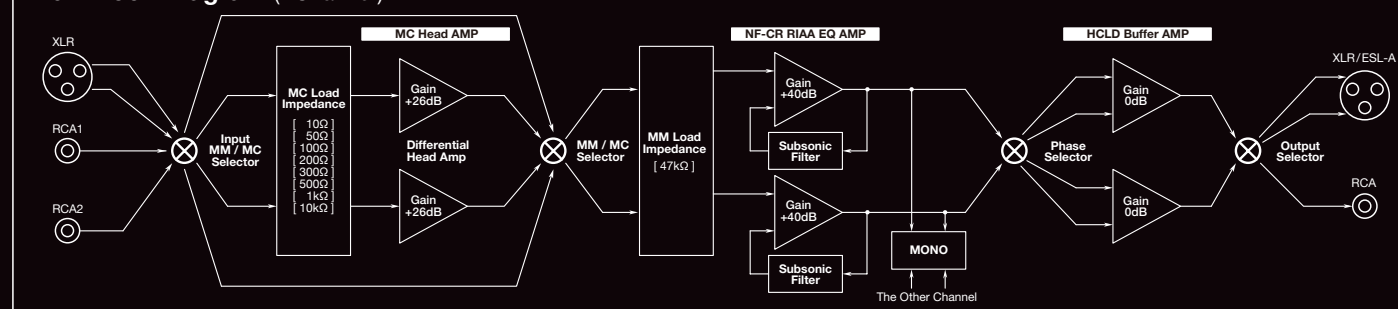 MC Head AMP
NF-CR RIAA EQ AMP
HCLD Buffer AMP
XLR
RCA1
RCA2
Input
MM / MC
Selector
MC Load
Impedance
[ 10Ω ]
[ 50Ω ]
[ 100Ω ]
[ 200Ω ]
[ 300Ω ]
[ 500Ω ]
[ 1kΩ ]
[ 10kΩ ]
Gain
+26dB
Differential
Head Amp
Gain
+26dB
MM / MC
Selector
MM Load
Impedance
[ 47kΩ ]
Gain
+40dB
Subsonic
Filter
Gain
+40dB
Subsonic
Filter
MONO
The Other Channel
Phase
Selector
Gain
0dB
Gain
0dB
Output
Selector
XLR/ESL-A
RCA